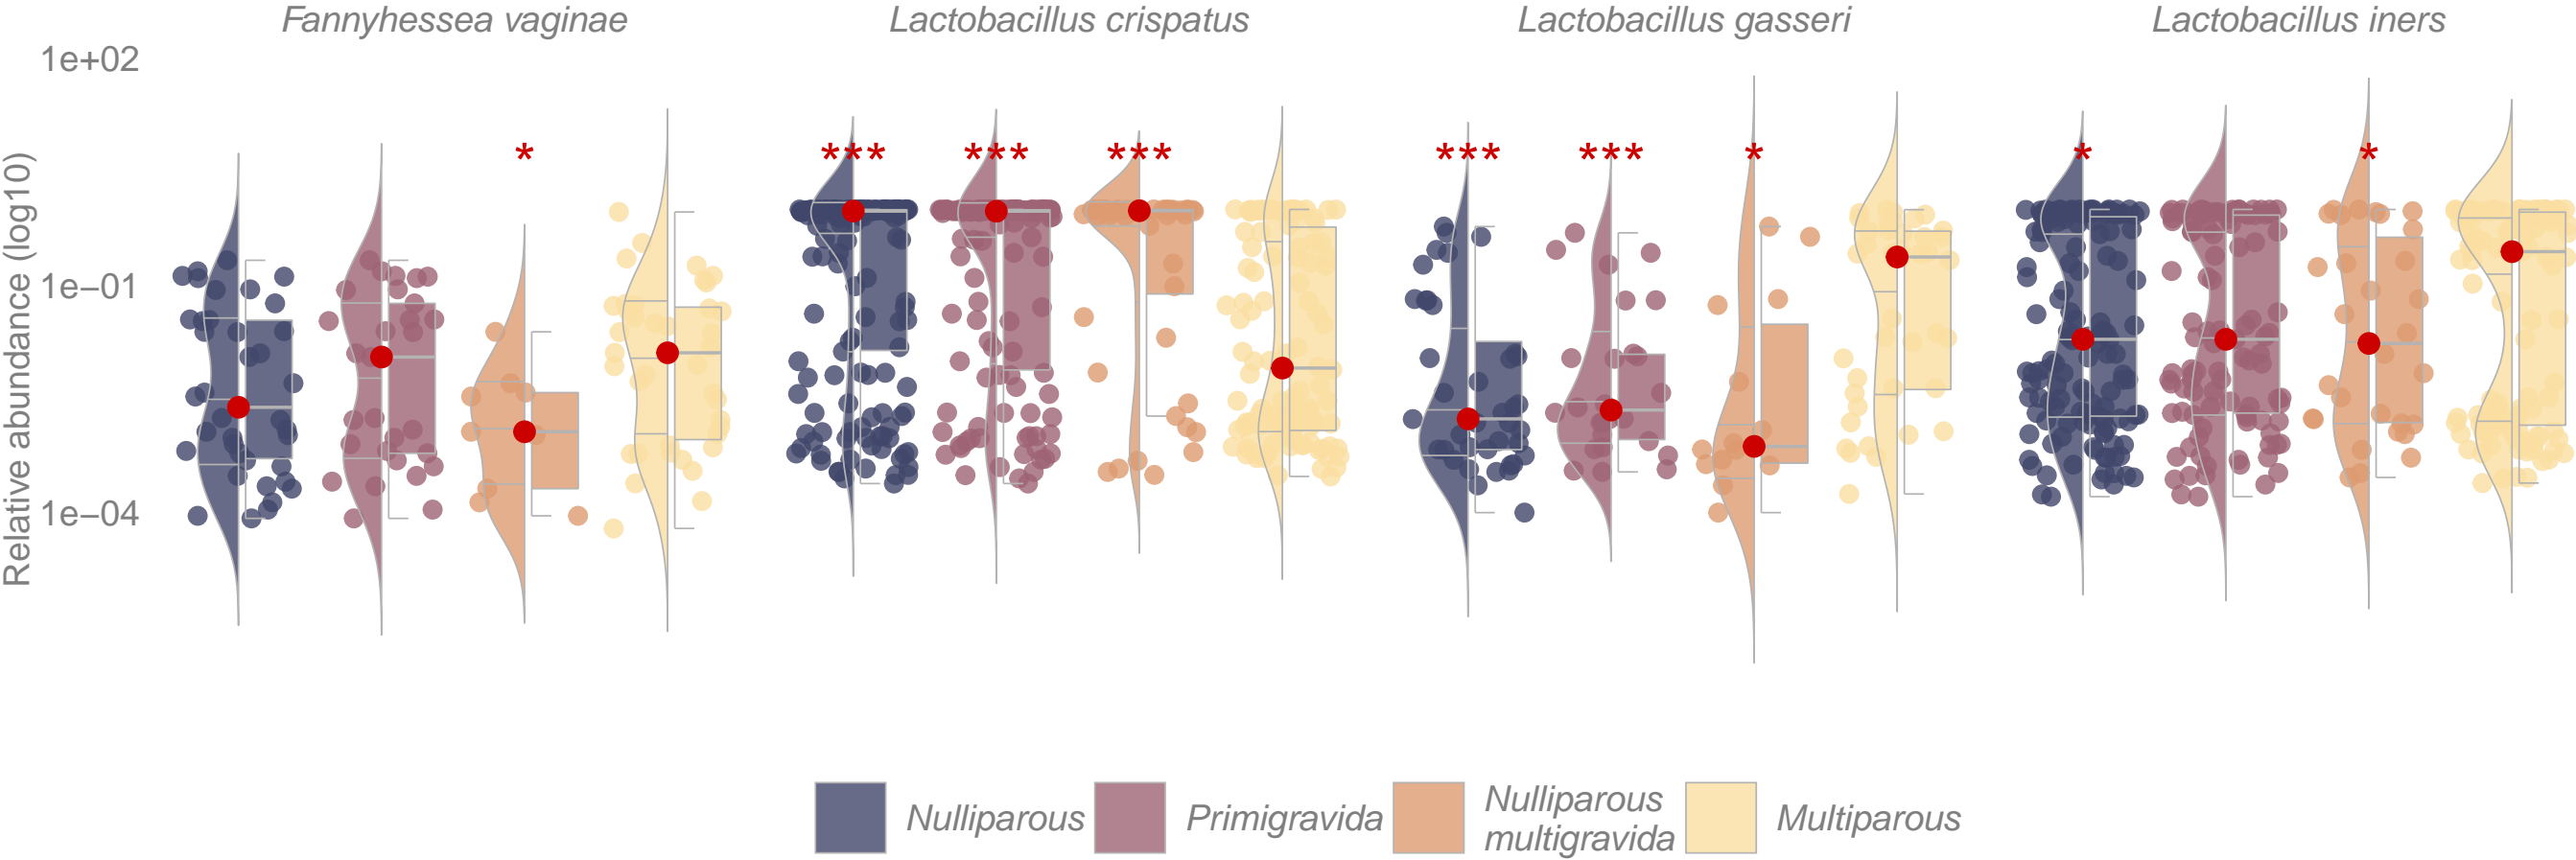 Fannyhessea vaginae
Lactobacillus crispatus
Lactobacillus gasseri
Lactobacillus iners
Relative abundance (log10)
1e+02
1e−01
1e−04
*
***
***
***
***
***
*
*
*
Nulliparous
Primigravida
Nulliparous
multigravida
Multiparous